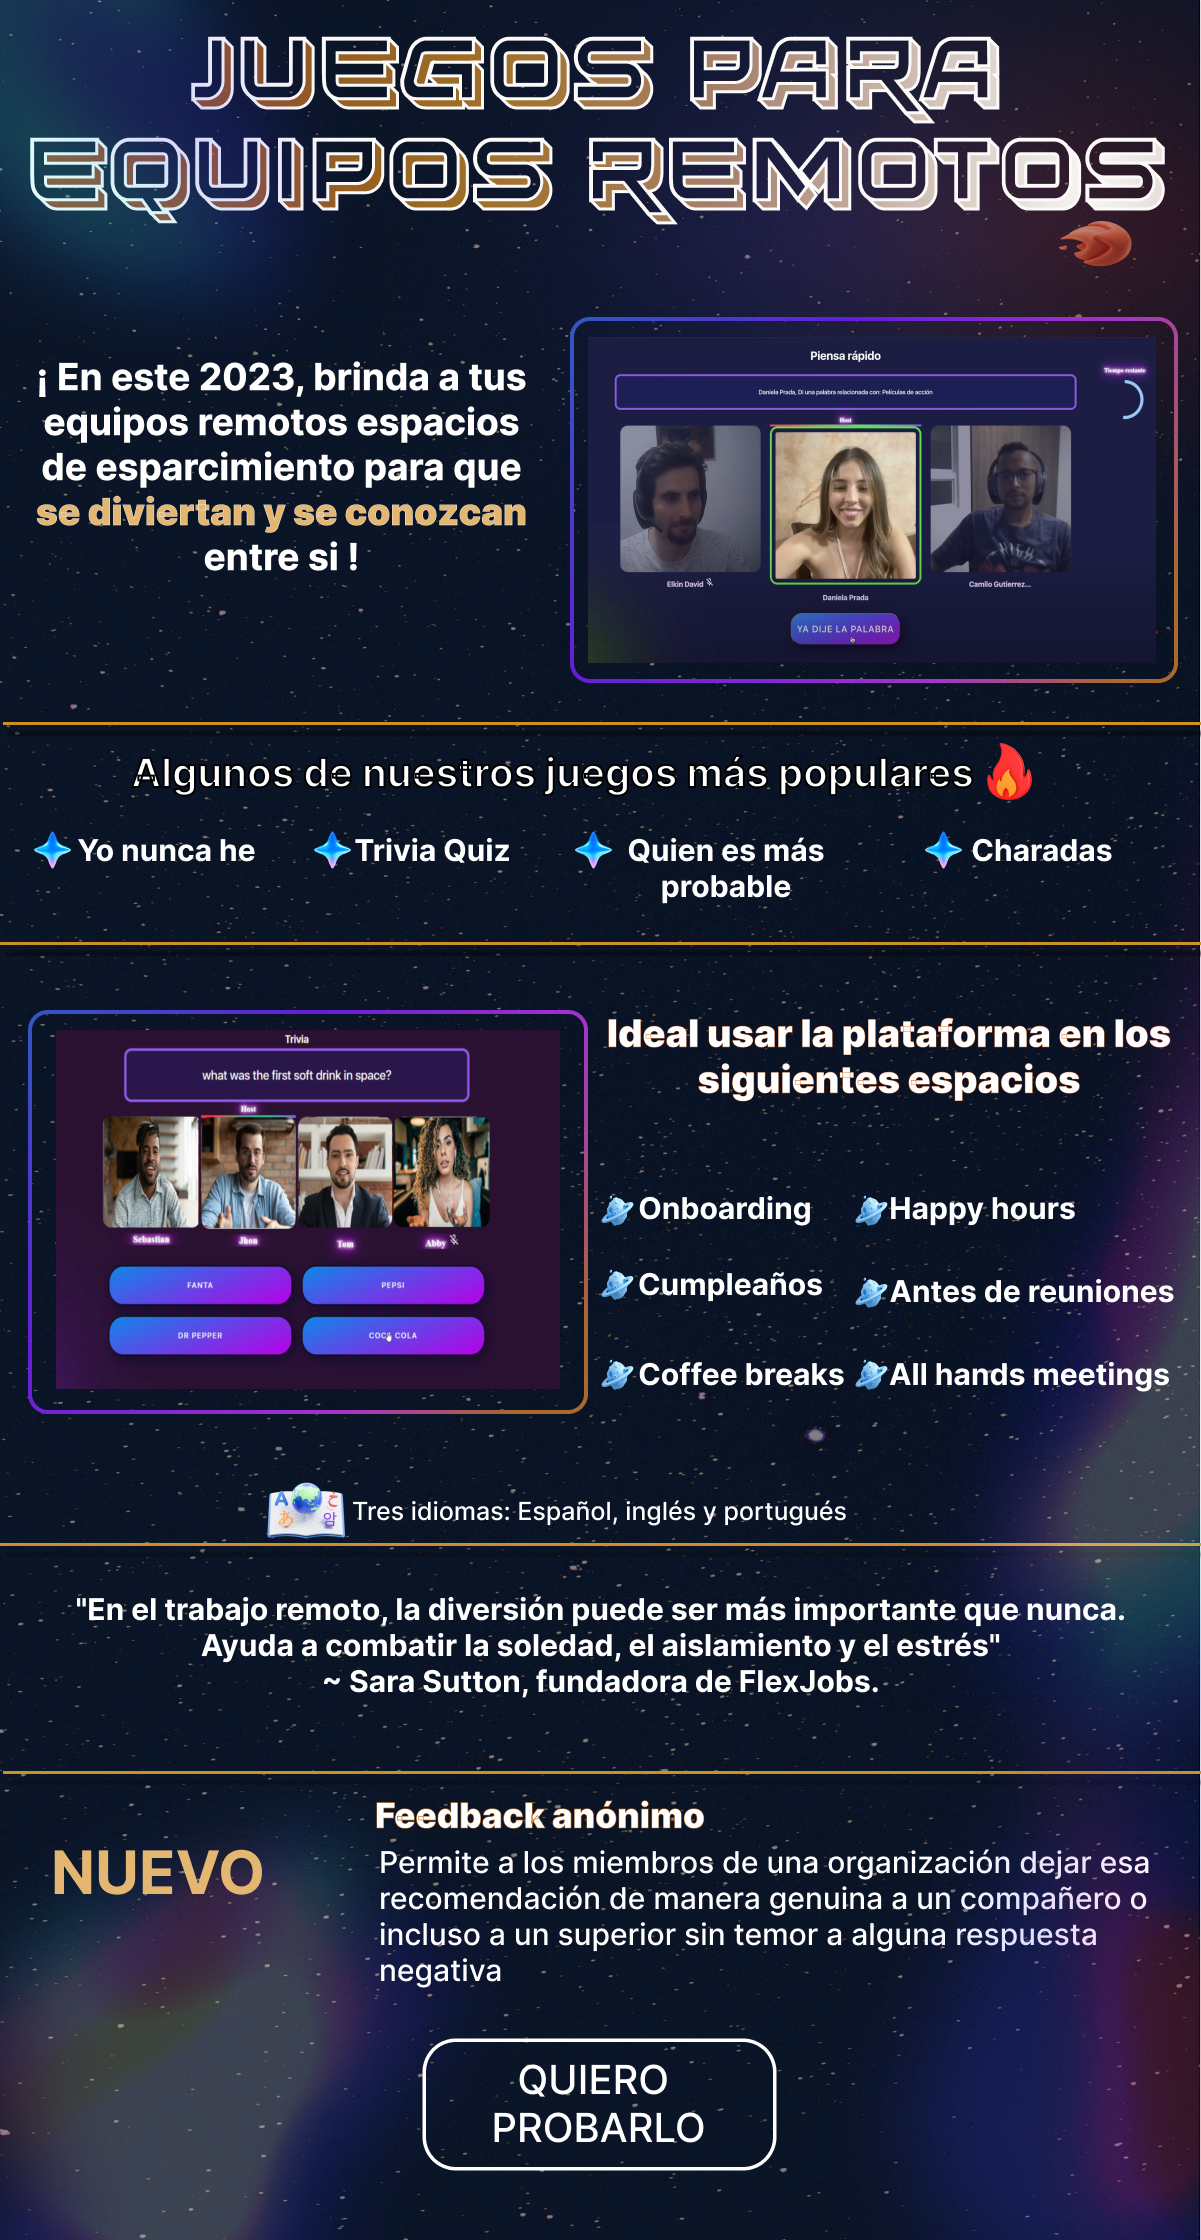 JUEGOS PARA
EQUIPOS REMOTOS
¡ En este 2023, brinda a tus
equipos remotos espacios
de esparcimiento para que
se diviertan y se conozcan
entre si !
Piensa rápido
Tiempo restante
Daniela Prada, Di una palabra relacionada con: Películas de acción
Host
Elkin David
Daniela Prada
Camilo Gutierrez...
YA DIJE LA PALABRA
Algunos de nuestros juegos más populares
Yo nunca he
Trivia Quiz
Quien es más
probable
Charadas
Trivia
what was the first soft drink in space?
Host
Sebastian
Jhon
Tom
Abby
FANTA
PEPSI
DR PEPPER
COCA COLA
Ideal usar la plataforma en los
siguientes espacios
Onboarding
Happy hours
Cumpleaños
Antes de reuniones
Coffee breaks
All hands meetings
Tres idiomas: Español, inglés y portugués
"En el trabajo remoto, la diversión puede ser más importante que nunca.
Ayuda a combatir la soledad, el aislamiento y el estrés"
~ Sara Sutton, fundadora de FlexJobs.
NUEVO
Feedback anónimo
Permite a los miembros de una organización dejar esa
recomendación de manera genuina a un compañero o
incluso a un superior sin temor a alguna respuesta
negativa
QUIERO
PROBARLO